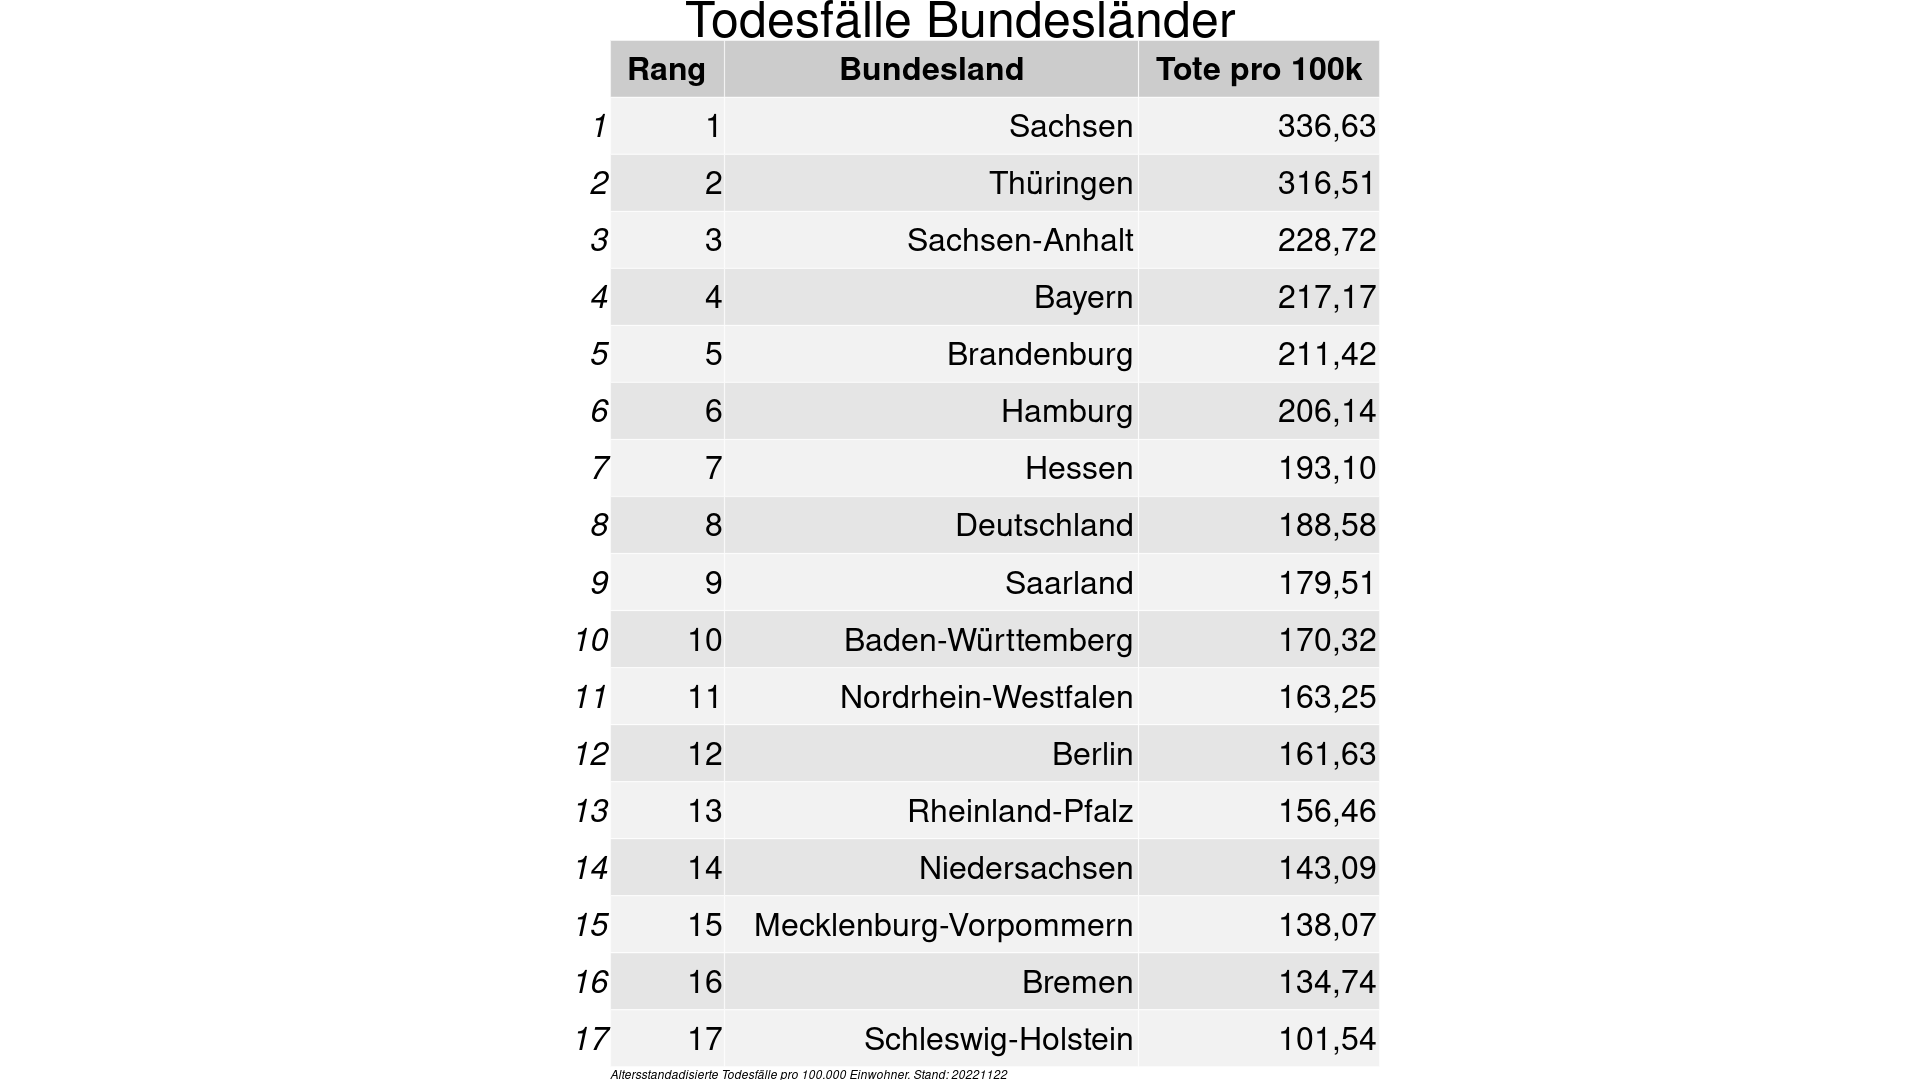 Todesfälle Bundesländer
Rang Bundesland Tote pro 100k
1 1 Sachsen 336,63
2 2 Thüringen 316,51
3 3 Sachsen-Anhalt 228,72
4 4 Bayern 217,17
5 5 Brandenburg 211,42
6 6 Hamburg 206,14
7 7 Hessen 193,10
8 8 Deutschland 188,58
9 9 Saarland 179,51
10 10 Baden-Württemberg 170,32
11 11 Nordrhein-Westfalen 163,25
12 12 Berlin 161,63
13 13 Rheinland-Pfalz 156,46
14 14 Niedersachsen 143,09
15 15 Mecklenburg-Vorpommern 138,07
16 16 Bremen 134,74
17 17 Schleswig-Holstein 101,54
Altersstandadisierte Todesfälle pro 100.000 Einwohner. Stand: 20221122